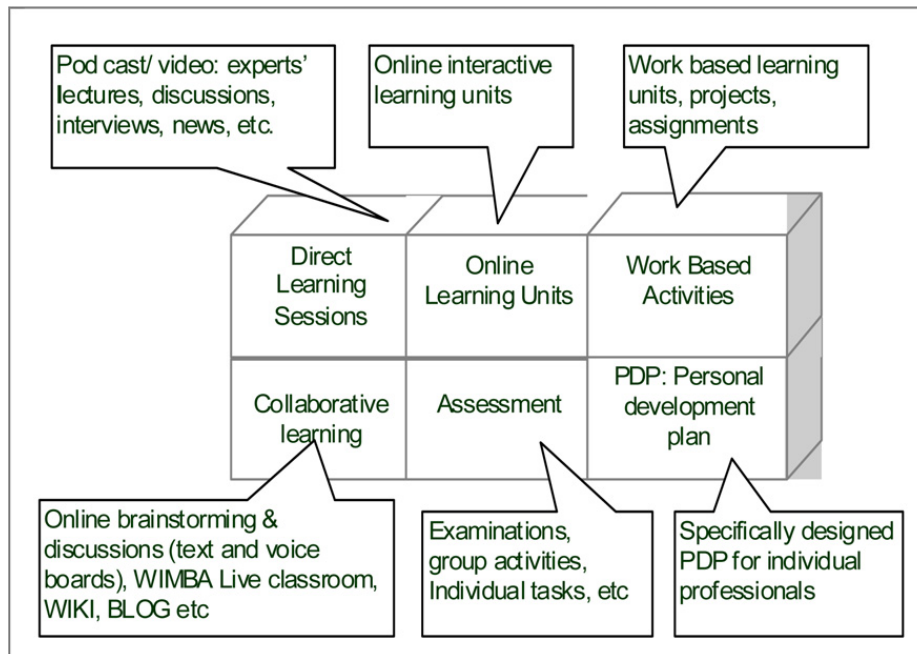 Pod cast/ video: experts'
lectures, discussions,
interviews, news, etc.
Online interactive
learning units
Work based learning
units, projects,
assignments
Direct
Learning
Sessions
Online
Learning Units
Work Based
Activities
Collaborative
learning
Assessment
PDP: Personal
development
plan
Online brainstorming &
discussions (text and voice
boards), WIMBA Live classroom,
WIKI, BLOG etc
Examinations,
group activities,
Individual tasks, etc
Specifically designed
PDP for individual
professionals